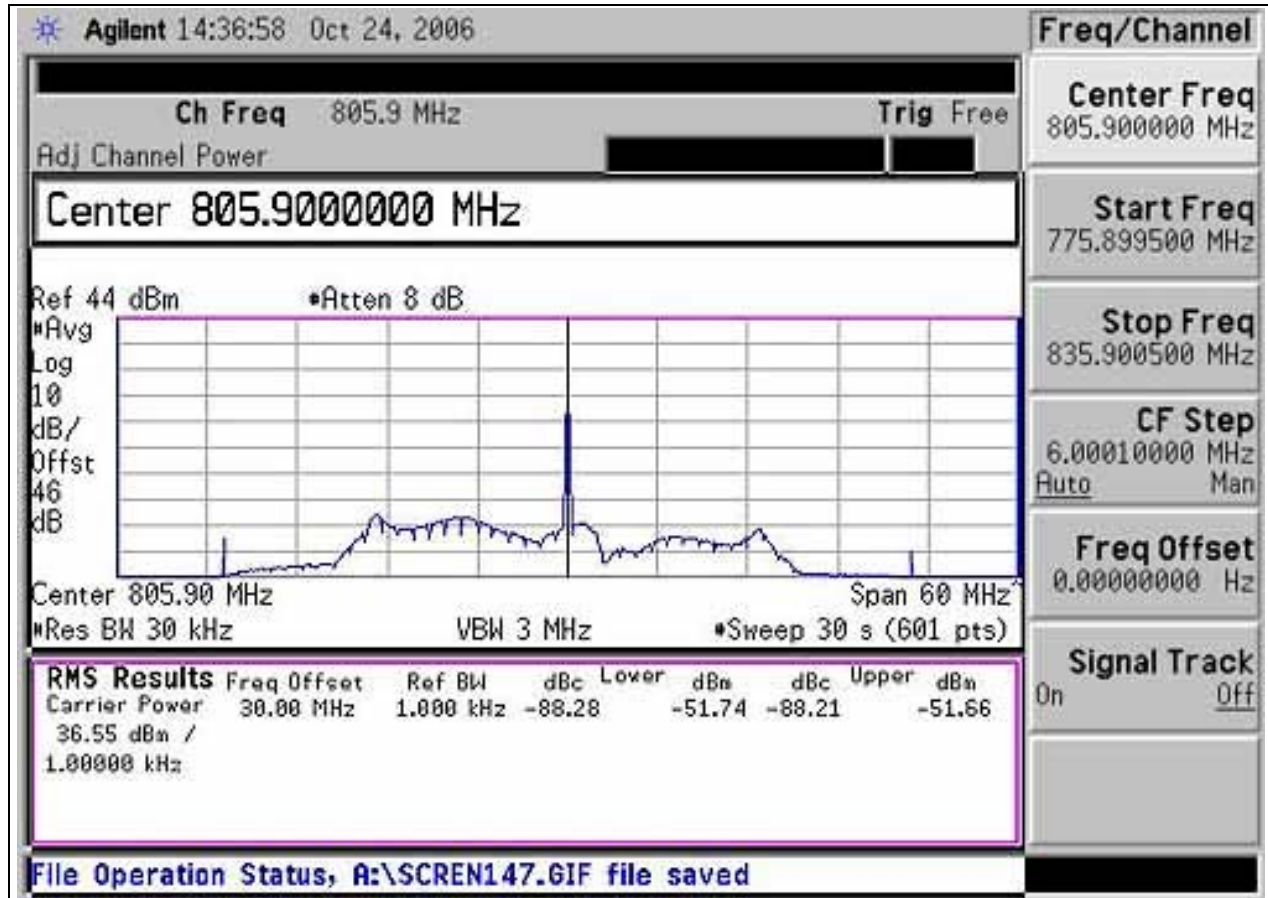 Agilent 14:36:58 Oct 24, 2006
Freq/Channel
Ch Freq 805.9 MHz Trig Free
Adj Channel Power
Center 805.9000000 MHz
Ref 44 dBm #Atten 8 dB
#Avg
Log
10
dB/
Offst
46
dB
Center 805.90 MHz Span 60 MHz
#Res BW 30 kHz VBW 3 MHz #Sweep 30 s (601 pts)
RMS Results Freq Offset Ref BW dBc Lower dBm dBc Upper dBm
Carrier Power 30.00 MHz 1.000 kHz -88.28 -51.74 -88.21 -51.66
36.55 dBm /
1.00000 kHz
File Operation Status, A:\SCREN147.GIF file saved
Center Freq
805.900000 MHz
Start Freq
775.899500 MHz
Stop Freq
835.900500 MHz
CF Step
6.00010000 MHz
Auto Man
Freq Offset
0.00000000 Hz
Signal Track
On Off